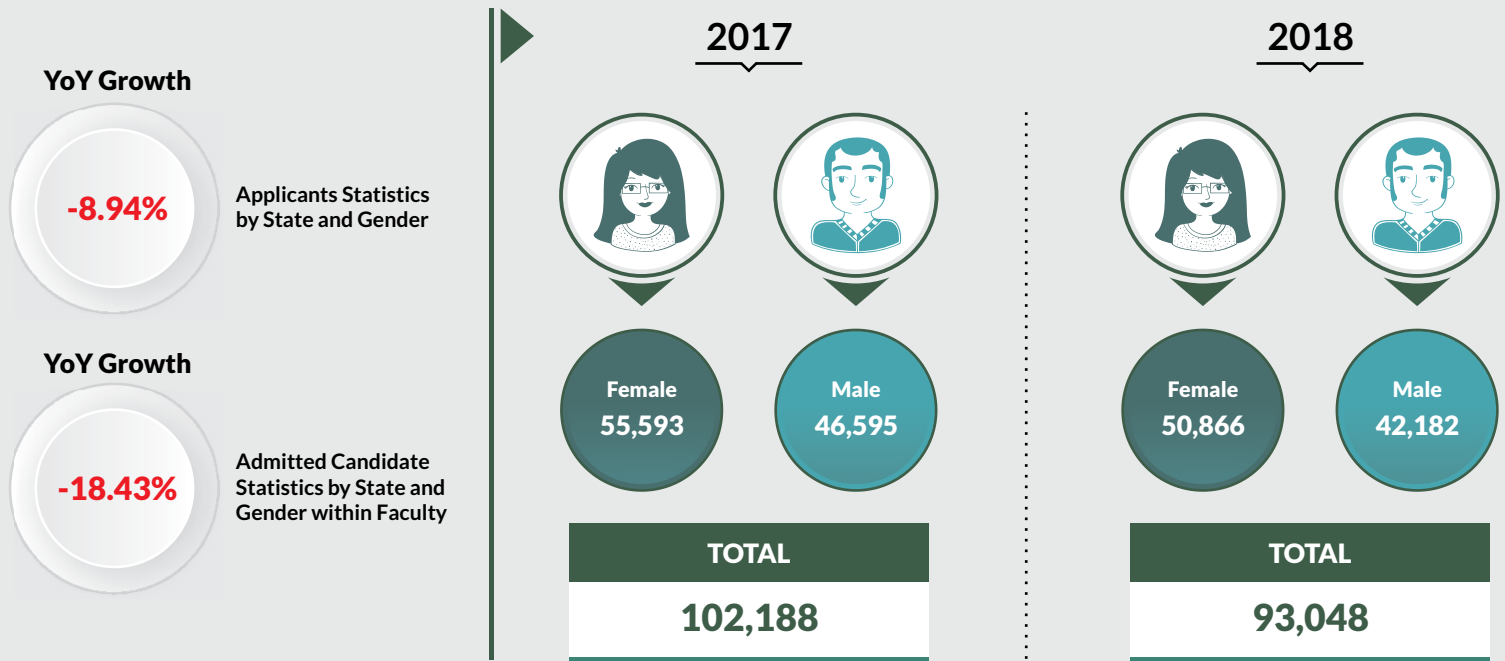 YoY Growth
-8.94%
Applicants Statistics
by State and Gender
YoY Growth
-18.43%
Admitted Candidate
Statistics by State and
Gender within Faculty
2017
Female
55,593
Male
46,595
TOTAL
102,188
2018
Female
50,866
Male
42,182
TOTAL
93,048